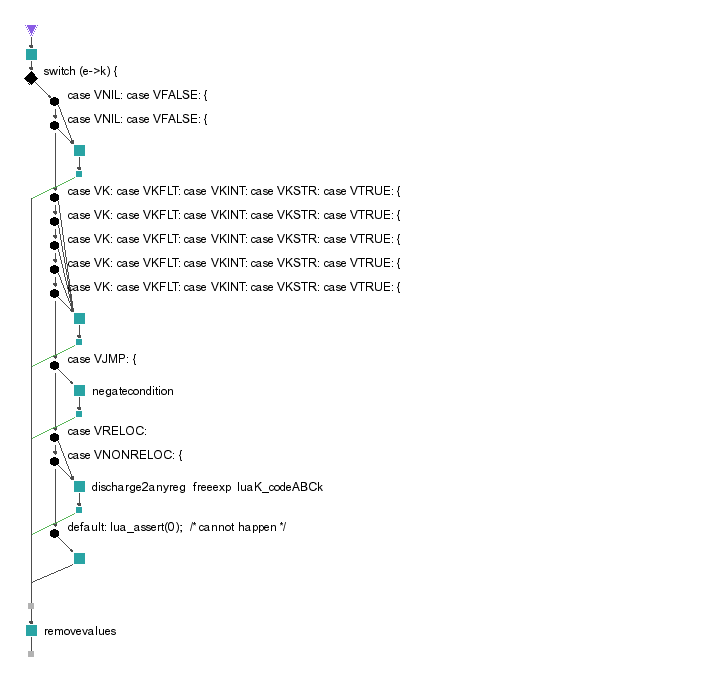 switch (e->k) {
case VNIL: case VFALSE: {
case VNIL: case VFALSE: {
case VK: case VKFLT: case VKINT: case VKSTR: case VTRUE: {
case VK: case VKFLT: case VKINT: case VKSTR: case VTRUE: {
case VK: case VKFLT: case VKINT: case VKSTR: case VTRUE: {
case VK: case VKFLT: case VKINT: case VKSTR: case VTRUE: {
case VK: case VKFLT: case VKINT: case VKSTR: case VTRUE: {
case VJMP: {
negatecondition
case VRELOC:
case VNONRELOC: {
discharge2anyreg freeexp luaK_codeABCk
default: lua_assert(0); /* cannot happen */
removevalues